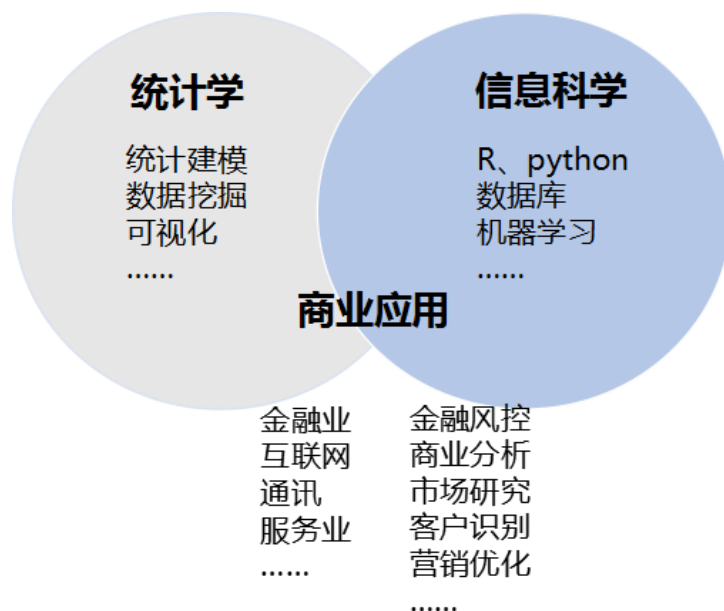 统计学
统计建模
数据挖掘
可视化
......
信息科学
R、python
数据库
机器学习
......
商业应用
金融业
互联网
通讯
服务业
......
金融风控
商业分析
市场研究
客户识别
营销优化
......